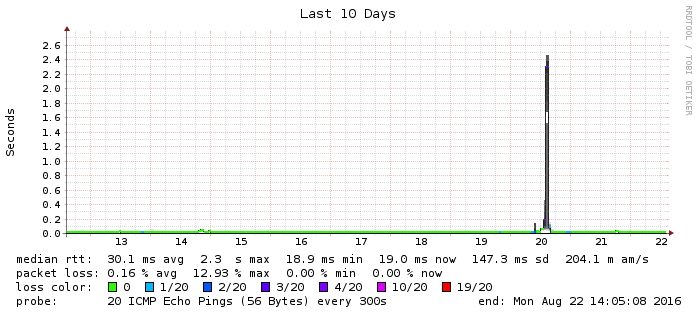 Last 10 Days
RRDTOOL / TOBI OETIKER
Seconds
2.6
2.4
2.2
2.0
1.8
1.6
1.4
1.2
1.0
0.8
0.6
0.4
0.2
0.0
13 14 15 16 17 18 19 20 21 22
median rtt: 30.1 ms avg 2.3 s max 18.9 ms min 19.0 ms now 147.3 ms sd 204.1 m am/s
packet loss: 0.16 % avg 12.93 % max 0.00 % min 0.00 % now
loss color: 0 1/20 2/20 3/20 4/20 10/20 19/20
probe: 20 ICMP Echo Pings (56 Bytes) every 300s end: Mon Aug 22 14:05:08 2016